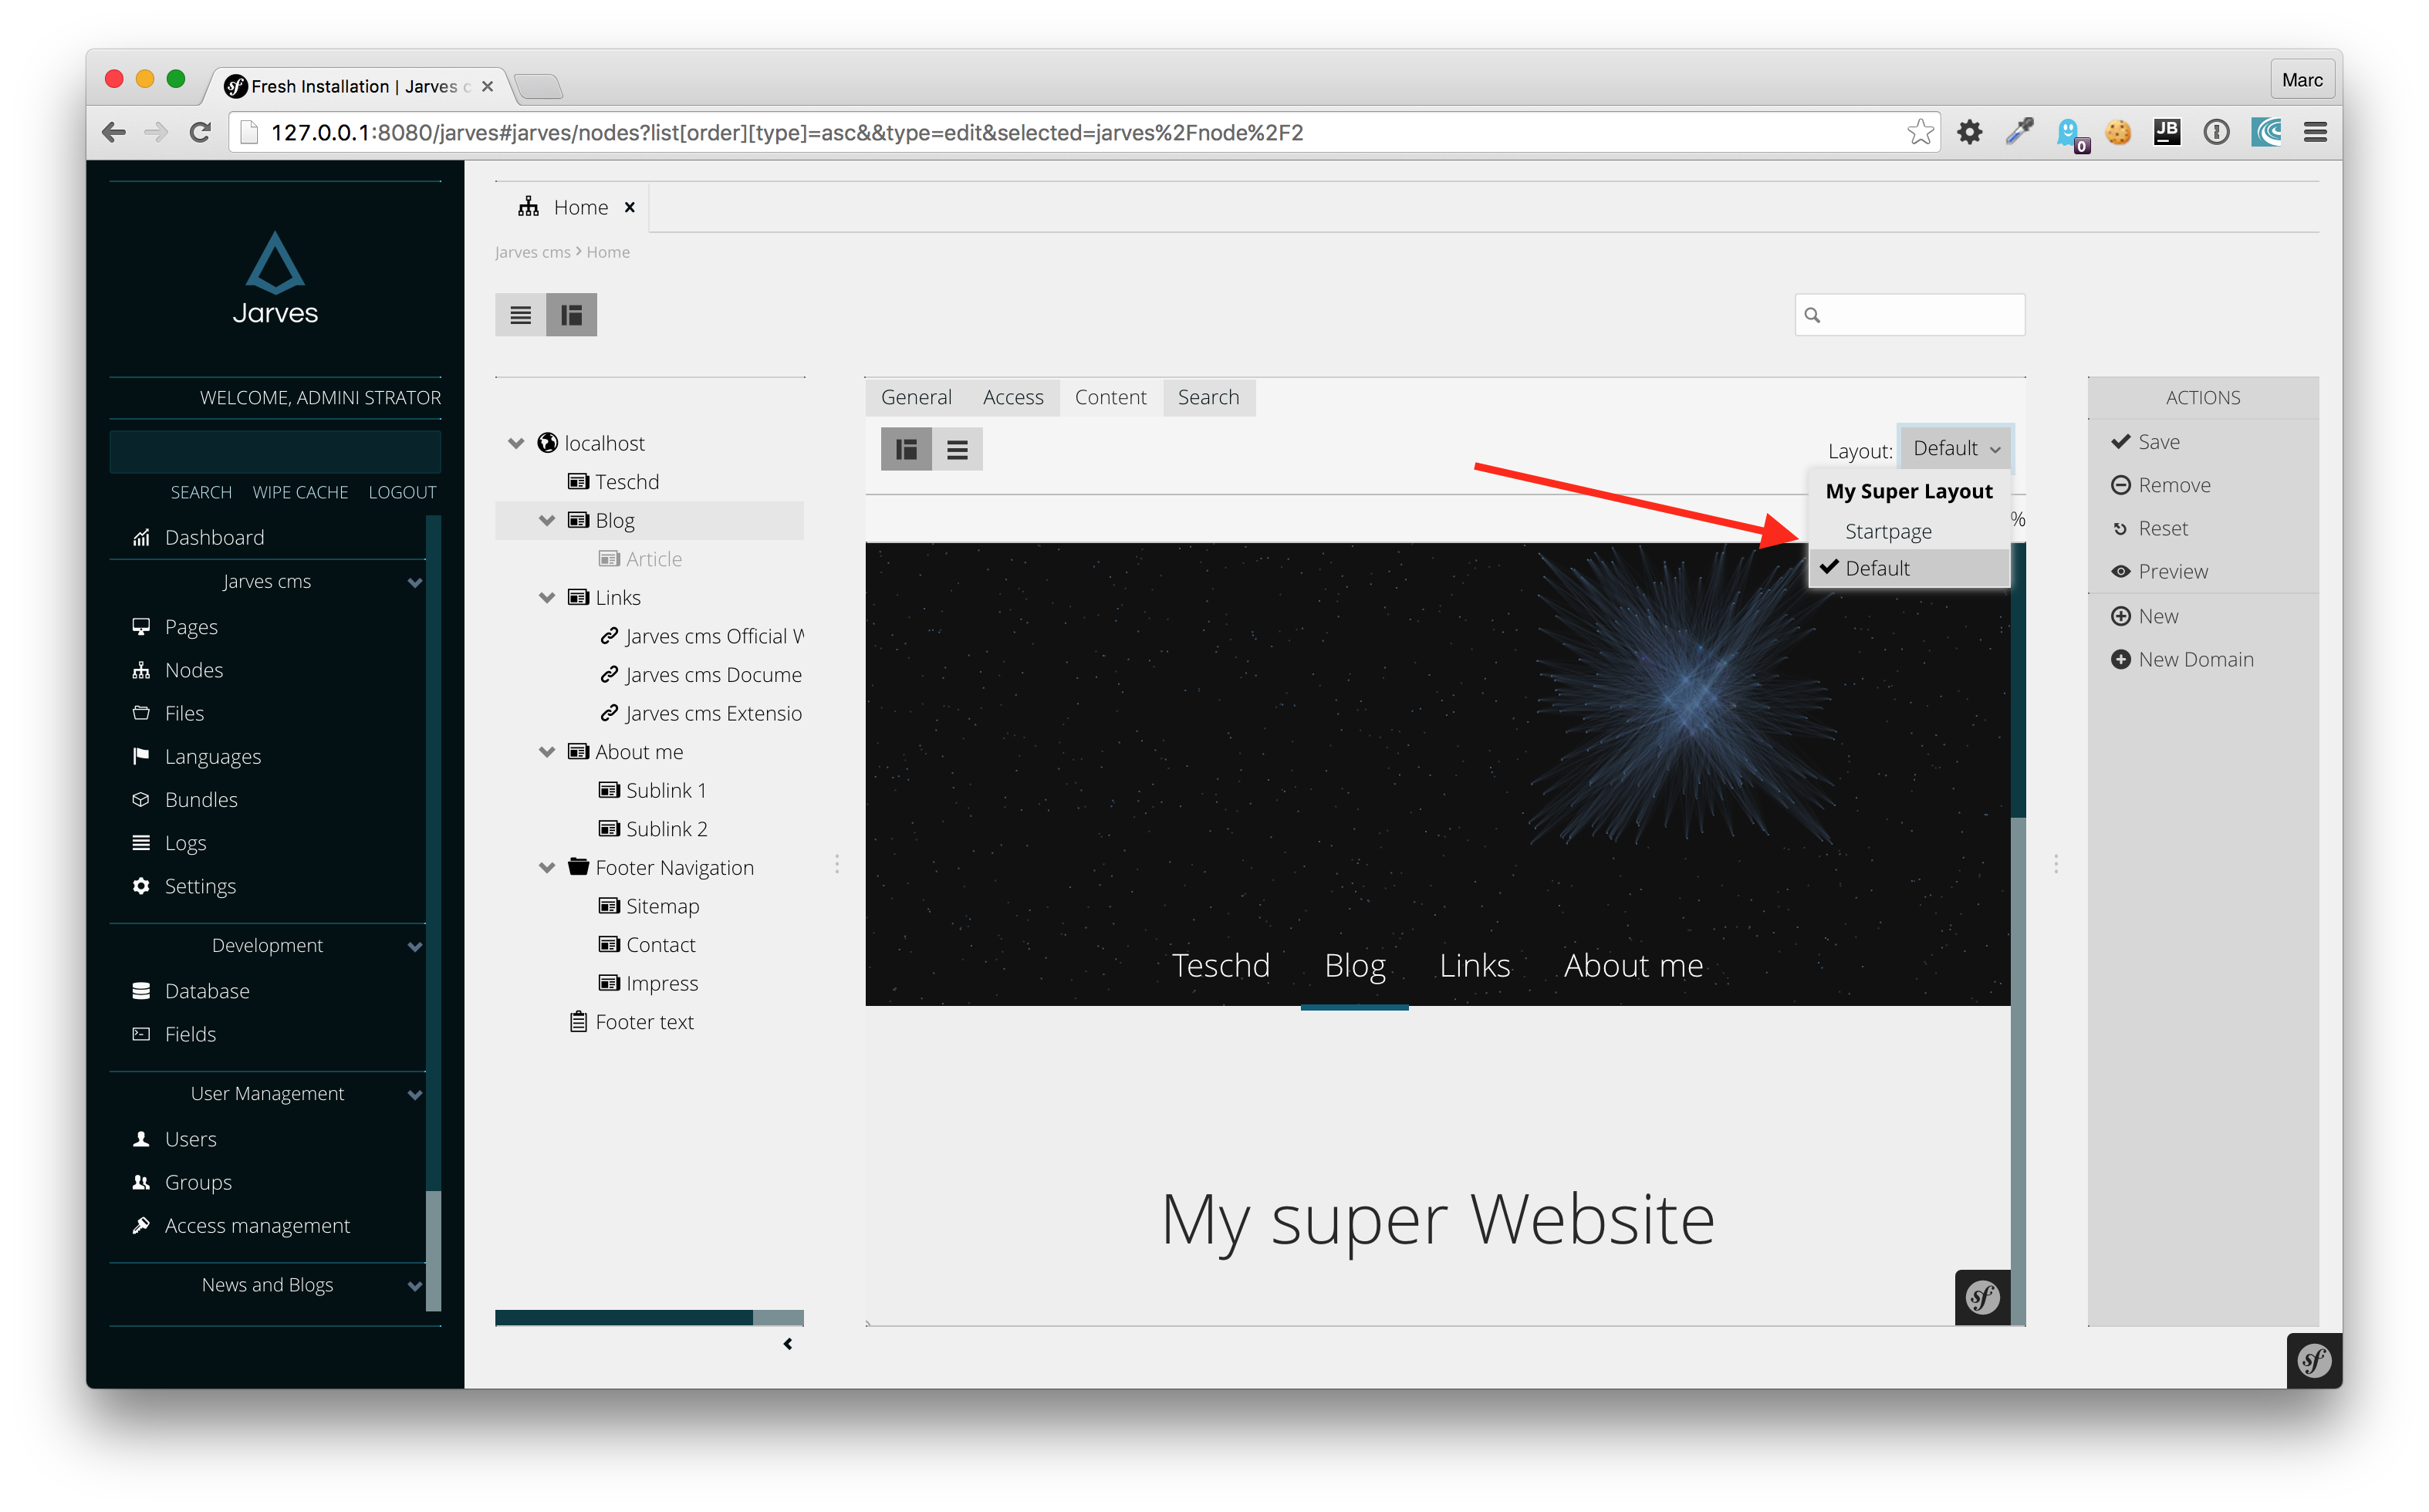 Fresh Installation | Jarves c
Marc
127.0.0.1:8080/jarves#jarves/nodes?list[order][type]=asc&&type=edit&selected=jarves%2Fnode%2F2
0
JB
Jarves
WELCOME, ADMINI STRATOR
SEARCH WIPE CACHE LOGOUT
Dashboard
Jarves cms
Pages
Nodes
Files
Languages
Bundles
Logs
Settings
Development
Database
Fields
User Management
Users
Groups
Access management
News and Blogs
Home
Jarves cms › Home
localhost
Teschd
Blog
Article
Links
Jarves cms Official W
Jarves cms Docume
Jarves cms Extensio
About me
Sublink 1
Sublink 2
Footer Navigation
Sitemap
Contact
Impress
Footer text
General Access Content Search
Layout: Default
My Super Layout
Startpage
Default
%
Teschd Blog Links About me
My super Website
sf
ACTIONS
Save
Remove
Reset
Preview
New
New Domain
sf